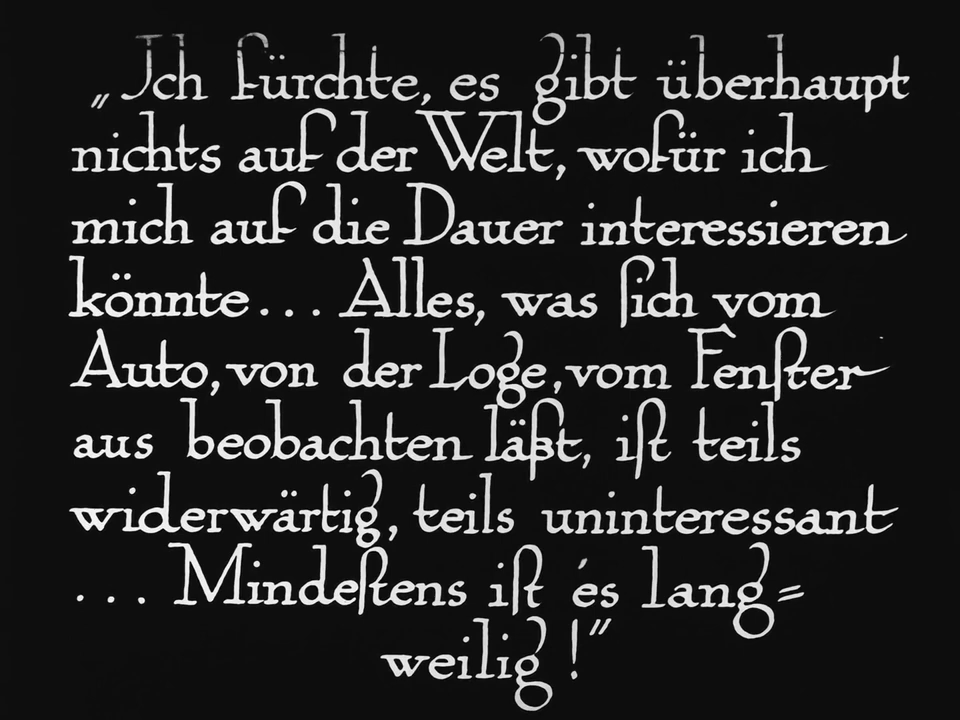 „Ich fürchte, es gibt überhaupt
nichts auf der Welt, wofür ich
mich auf die Dauer interessieren
könnte... Alles, was ſich vom
Auto, von der Loge, vom Fenſter
aus beobachten läßt, iſt teils
widerwärtig, teils uninteressant
... Mindeſtens iſt es lang=
weilig!"